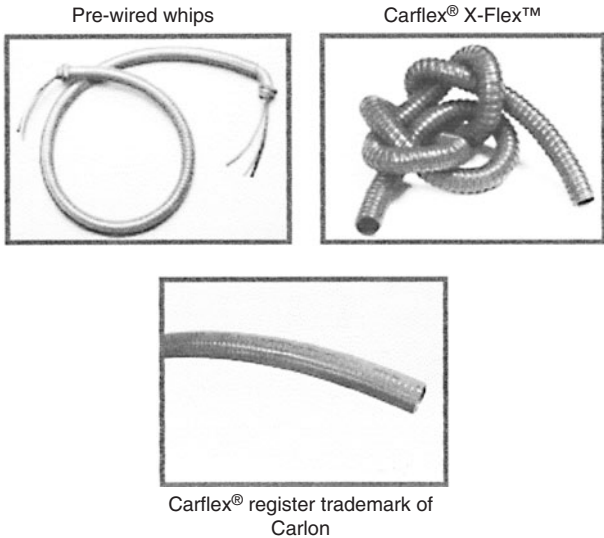 Pre-wired whips
Carflex® X-Flex™
Carflex® register trademark of
Carlon